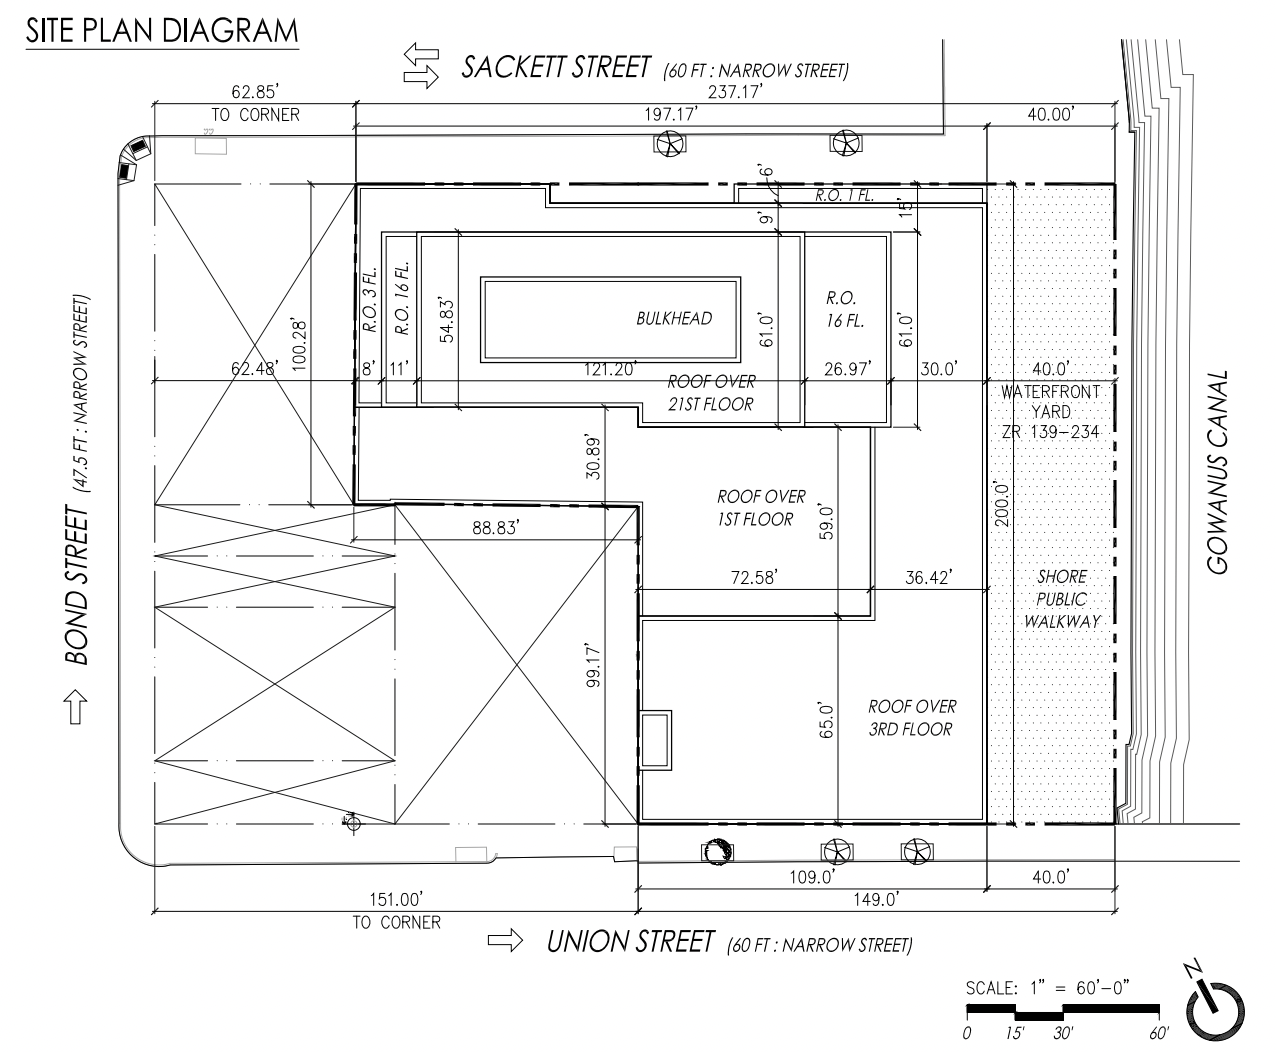 SITE PLAN DIAGRAM
SACKETT STREET (60 FT : NARROW STREET)
62.85'
TO CORNER
237.17'
197.17'
40.00'
6'
R.O. 1 FL.
9'
15'
R.O. 3 FL.
R.O. 16 FL.
54.83'
BULKHEAD
R.O.
16 FL.
61.0'
61.0'
100.28'
62.48'
8'
11'
121.20'
26.97'
30.0'
40.0'
ROOF OVER
21ST FLOOR
WATERFRONT
YARD
ZR 139-234
BOND STREET (47.5 FT : NARROW STREET)
GOWANUS CANAL
30.89'
ROOF OVER
1ST FLOOR
59.0'
200.0'
88.83'
72.58'
36.42'
SHORE
PUBLIC
WALKWAY
99.17'
65.0'
ROOF OVER
3RD FLOOR
109.0'
40.0'
151.00'
TO CORNER
149.0'
UNION STREET (60 FT : NARROW STREET)
N
SCALE: 1" = 60'-0"
0 15' 30' 60'